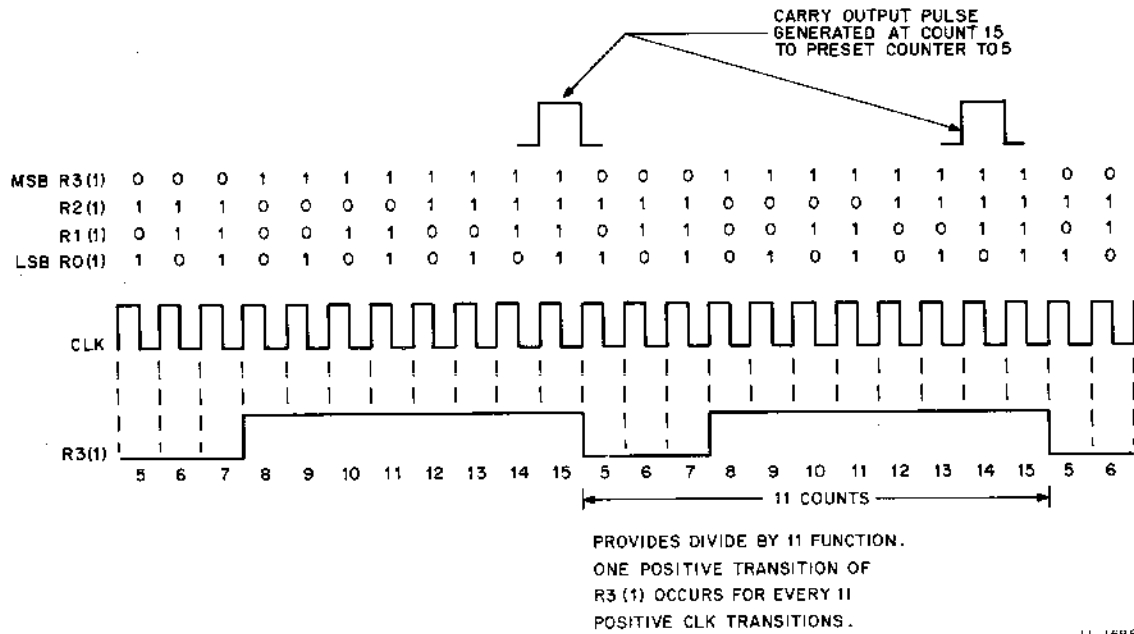 CARRY OUTPUT PULSE
GENERATED AT COUNT 15
TO PRESET COUNTER TO 5
MSB R3(1) 0 0 0 1 1 1 1 1 1 1 1 0 0 0 1 1 1 1 1 1 1 1 0 0
R2(1) 1 1 1 0 0 0 0 1 1 1 1 1 1 1 0 0 0 0 1 1 1 1 1 1
R1(1) 0 1 1 0 0 1 1 0 0 1 1 0 1 1 0 0 1 1 0 0 1 1 0 1
LSB R0(1) 1 0 1 0 1 0 1 0 1 0 1 1 0 1 0 1 0 1 0 1 0 1 1 0
CLK
R3(1)
5 6 7 8 9 10 11 12 13 14 15 5 6 7 8 9 10 11 12 13 14 15 5 6
11 COUNTS
PROVIDES DIVIDE BY 11 FUNCTION.
ONE POSITIVE TRANSITION OF
R3(1) OCCURS FOR EVERY 11
POSITIVE CLK TRANSITIONS.